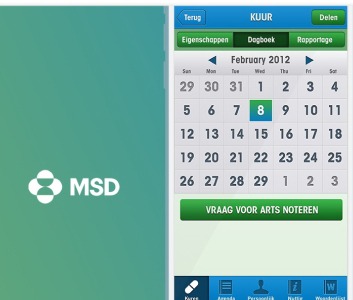 MSD
Terug KUUR Delen
Eigenschappen Dagboek Rapportage
February 2012
Sun Mon Tue Wed Thu Fri Sat
29 30 31 1 2 3 4
5 6 7 8 9 10 11
12 13 14 15 16 17 18
19 20 21 22 23 24 25
26 27 28 29 1 2 3
VRAAG VOOR ARTS NOTEREN
Kuren Agenda Persoonlijk Nuttig Woordenlijst